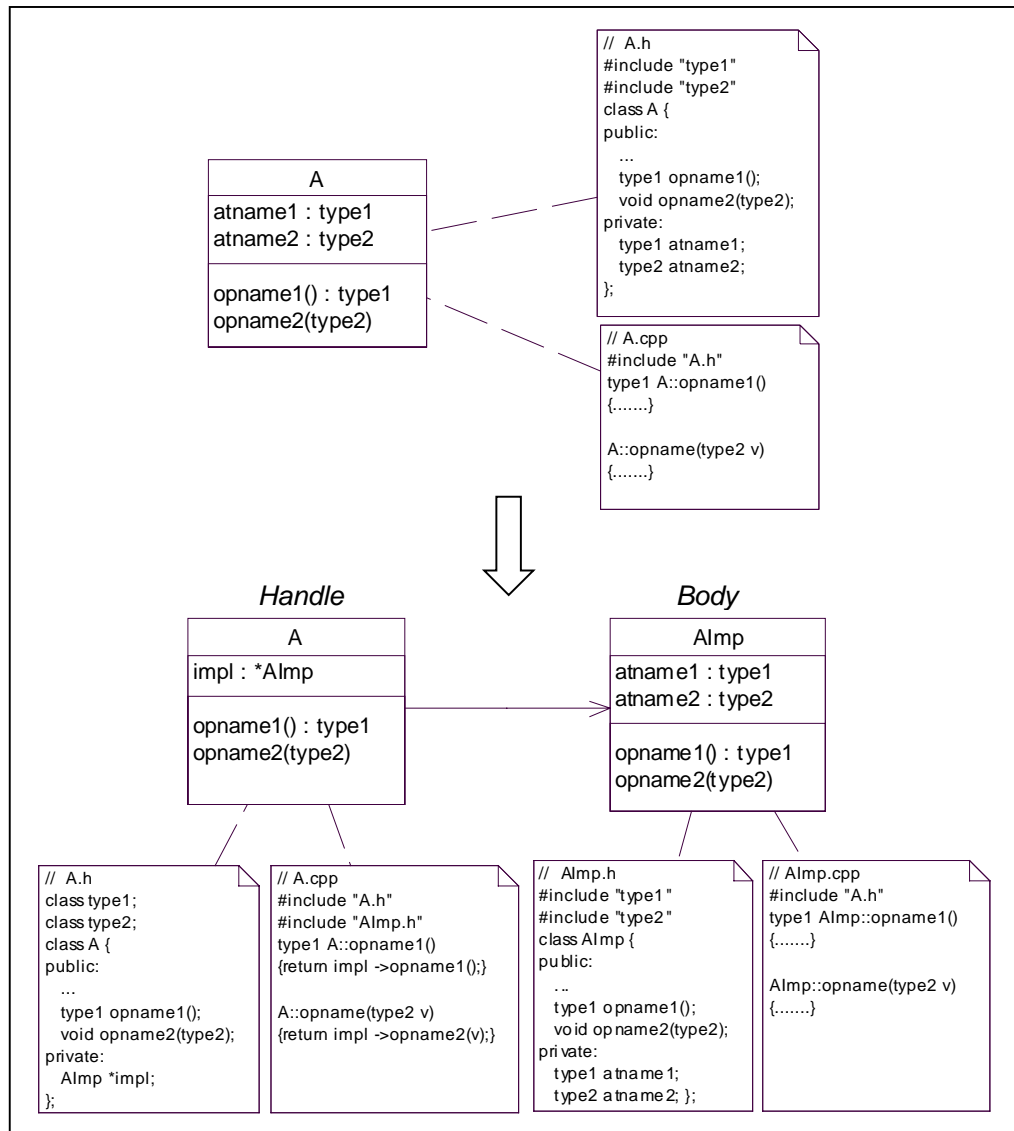 // A.h
#include "type1"
#include "type2"
class A {
public:
...
type1 opname1();
void opname2(type2);
private:
type1 atname1;
type2 atname2;
};
A
atname1 : type1
atname2 : type2
opname1() : type1
opname2(type2)
// A.cpp
#include "A.h"
type1 A::opname1()
{.......}
A::opname(type2 v)
{.......}
Handle
A
impl : *AImp
opname1() : type1
opname2(type2)
Body
AImp
atname1 : type1
atname2 : type2
opname1() : type1
opname2(type2)
// A.h
class type1;
class type2;
class A {
public:
...
type1 opname1();
void opname2(type2);
private:
AImp *impl;
};
// A.cpp
#include "A.h"
#include "AImp.h"
type1 A::opname1()
{return impl ->opname1();}
A::opname(type2 v)
{return impl ->opname2(v);}
// AImp.h
#include "type1"
#include "type2"
class AImp {
public:
...
type1 opname1();
void opname2(type2);
private:
type1 atname1;
type2 atname2; };
// AImp.cpp
#include "A.h"
type1 AImp::opname1()
{.......}
AImp::opname(type2 v)
{.......}